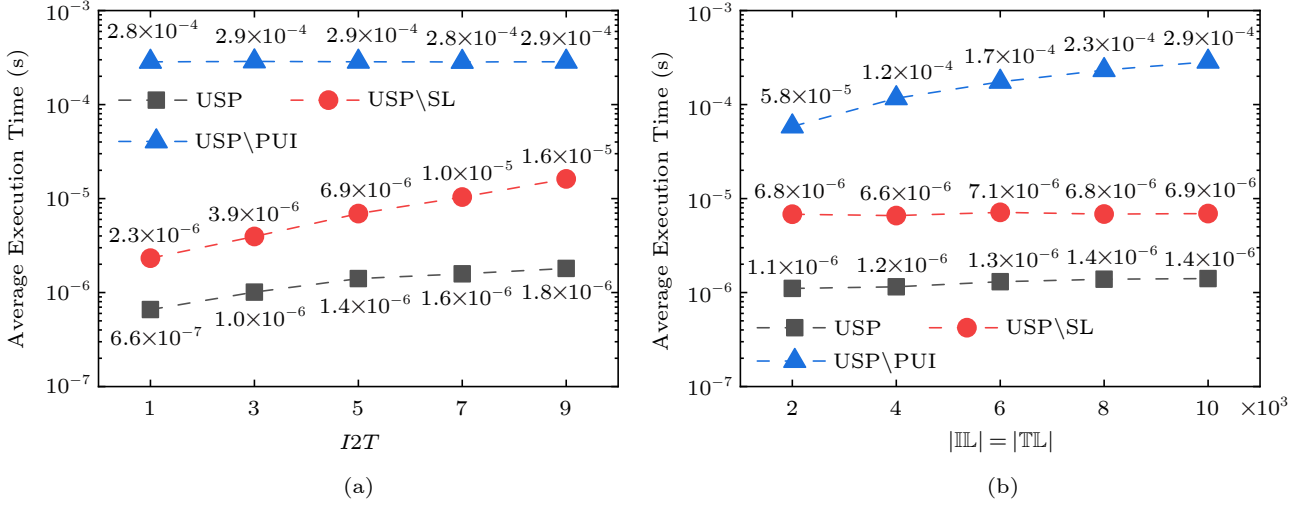 10⁻³
10⁻⁴
10⁻⁵
10⁻⁶
10⁻⁷
Average Execution Time (s)
2.8×10⁻⁴ 2.9×10⁻⁴ 2.9×10⁻⁴ 2.8×10⁻⁴ 2.9×10⁻⁴
USP USP\SL
USP\PUI
2.3×10⁻⁶ 3.9×10⁻⁶ 6.9×10⁻⁶ 1.0×10⁻⁵ 1.6×10⁻⁵
6.6×10⁻⁷ 1.0×10⁻⁶ 1.4×10⁻⁶ 1.6×10⁻⁶ 1.8×10⁻⁶
1 3 5 7 9
I2T
(a)
10⁻³
10⁻⁴
10⁻⁵
10⁻⁶
10⁻⁷
Average Execution Time (s)
5.8×10⁻⁵ 1.2×10⁻⁴ 1.7×10⁻⁴ 2.3×10⁻⁴ 2.9×10⁻⁴
6.8×10⁻⁶ 6.6×10⁻⁶ 7.1×10⁻⁶ 6.8×10⁻⁶ 6.9×10⁻⁶
1.1×10⁻⁶ 1.2×10⁻⁶ 1.3×10⁻⁶ 1.4×10⁻⁶ 1.4×10⁻⁶
USP USP\SL
USP\PUI
2 4 6 8 10 ×10³
|𝕀𝕃| = |𝕋𝕃|
(b)